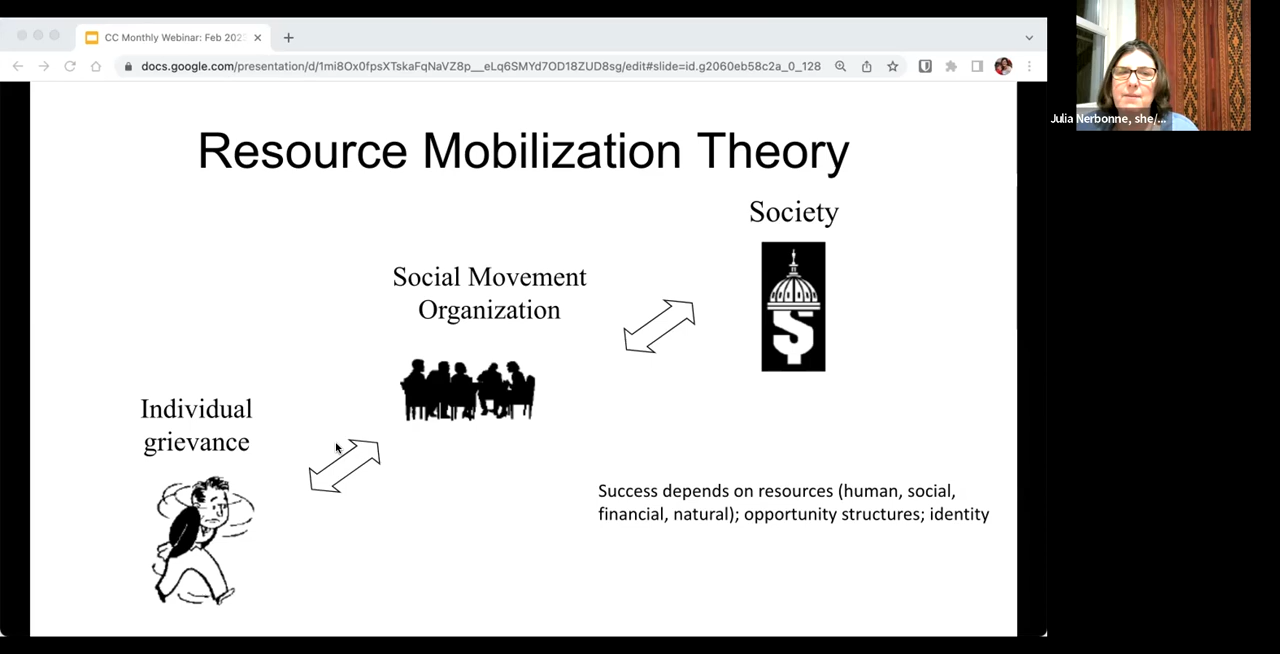 CC Monthly Webinar: Feb 202
docs.google.com/presentation/d/1mi8Ox0fpsXTskaFqNaVZ8p__eLq6SMYd7OD18ZUD8sg/edit#slide=id.g2060eb58c2a_0_128
Julia Nerbonne, she/...
Resource Mobilization Theory
Society
Social Movement
Organization
Individual
grievance
Success depends on resources (human, social,
financial, natural); opportunity structures; identity